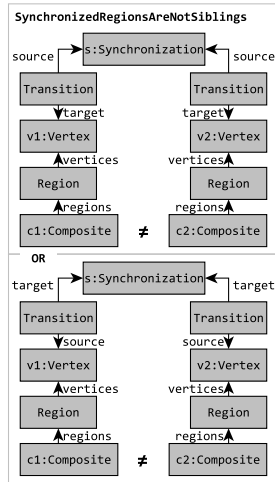 SynchronizedRegionsAreNotSiblings
s:Synchronization
source source
Transition Transition
target target
v1:Vertex v2:Vertex
vertices vertices
Region Region
regions regions
c1:Composite ≠ c2:Composite
OR
s:Synchronization
target target
Transition Transition
source source
v1:Vertex v2:Vertex
vertices vertices
Region Region
regions regions
c1:Composite ≠ c2:Composite